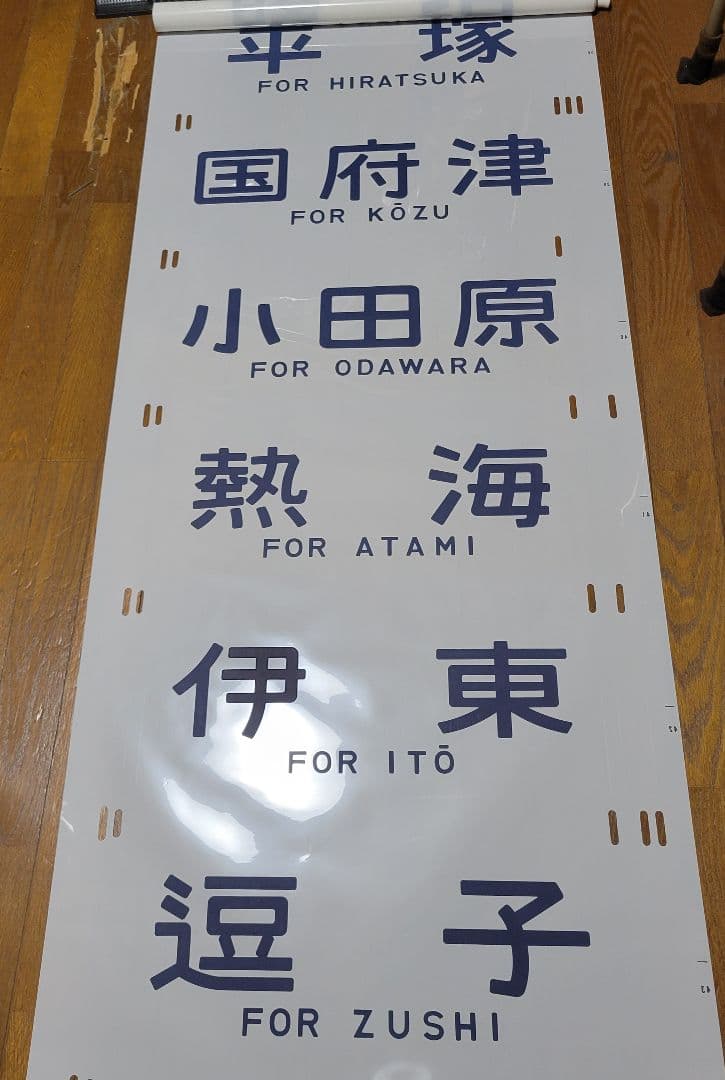 平塚
FOR HIRATSUKA
国府津
FOR KŌZU
小田原
FOR ODAWARA
熱海
FOR ATAMI
伊東
FOR ITŌ
逗子
FOR ZUSHI